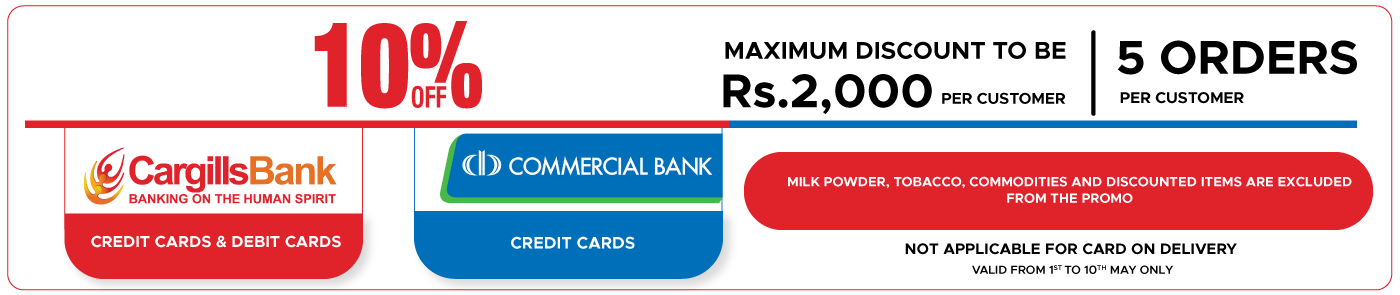 10% OFF
MAXIMUM DISCOUNT TO BE
Rs.2,000 PER CUSTOMER
5 ORDERS
PER CUSTOMER
CargillsBank
BANKING ON THE HUMAN SPIRIT
CREDIT CARDS & DEBIT CARDS
COMMERCIAL BANK
CREDIT CARDS
MILK POWDER, TOBACCO, COMMODITIES AND DISCOUNTED ITEMS ARE EXCLUDED
FROM THE PROMO
NOT APPLICABLE FOR CARD ON DELIVERY
VALID FROM 1ST TO 10TH MAY ONLY